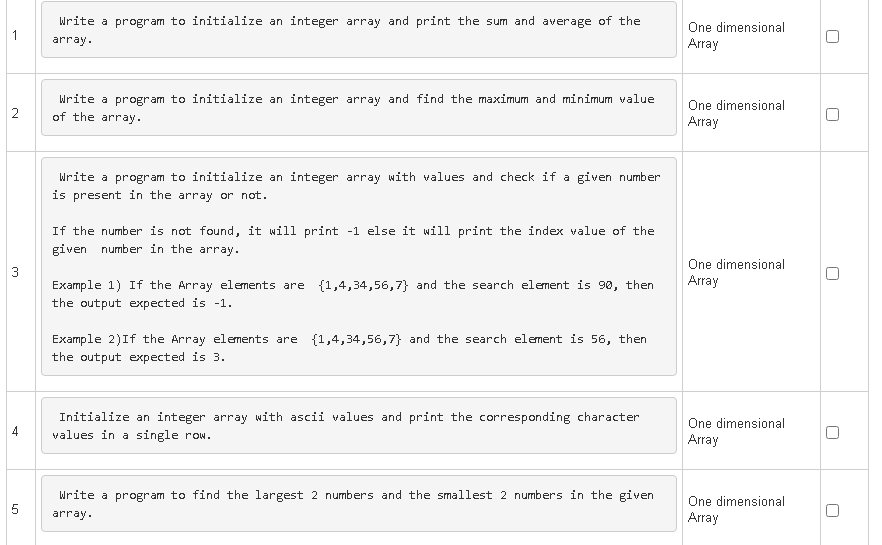 1
Write a program to initialize an integer array and print the sum and average of the
array.
One dimensional
Array
2
Write a program to initialize an integer array and find the maximum and minimum value
of the array.
One dimensional
Array
3
Write a program to initialize an integer array with values and check if a given number
is present in the array or not.
If the number is not found, it will print -1 else it will print the index value of the
given  number in the array.
Example 1) If the Array elements are  {1,4,34,56,7} and the search element is 90, then
the output expected is -1.
Example 2)If the Array elements are  {1,4,34,56,7} and the search element is 56, then
the output expected is 3.
One dimensional
Array
4
Initialize an integer array with ascii values and print the corresponding character
values in a single row.
One dimensional
Array
5
Write a program to find the largest 2 numbers and the smallest 2 numbers in the given
array.
One dimensional
Array